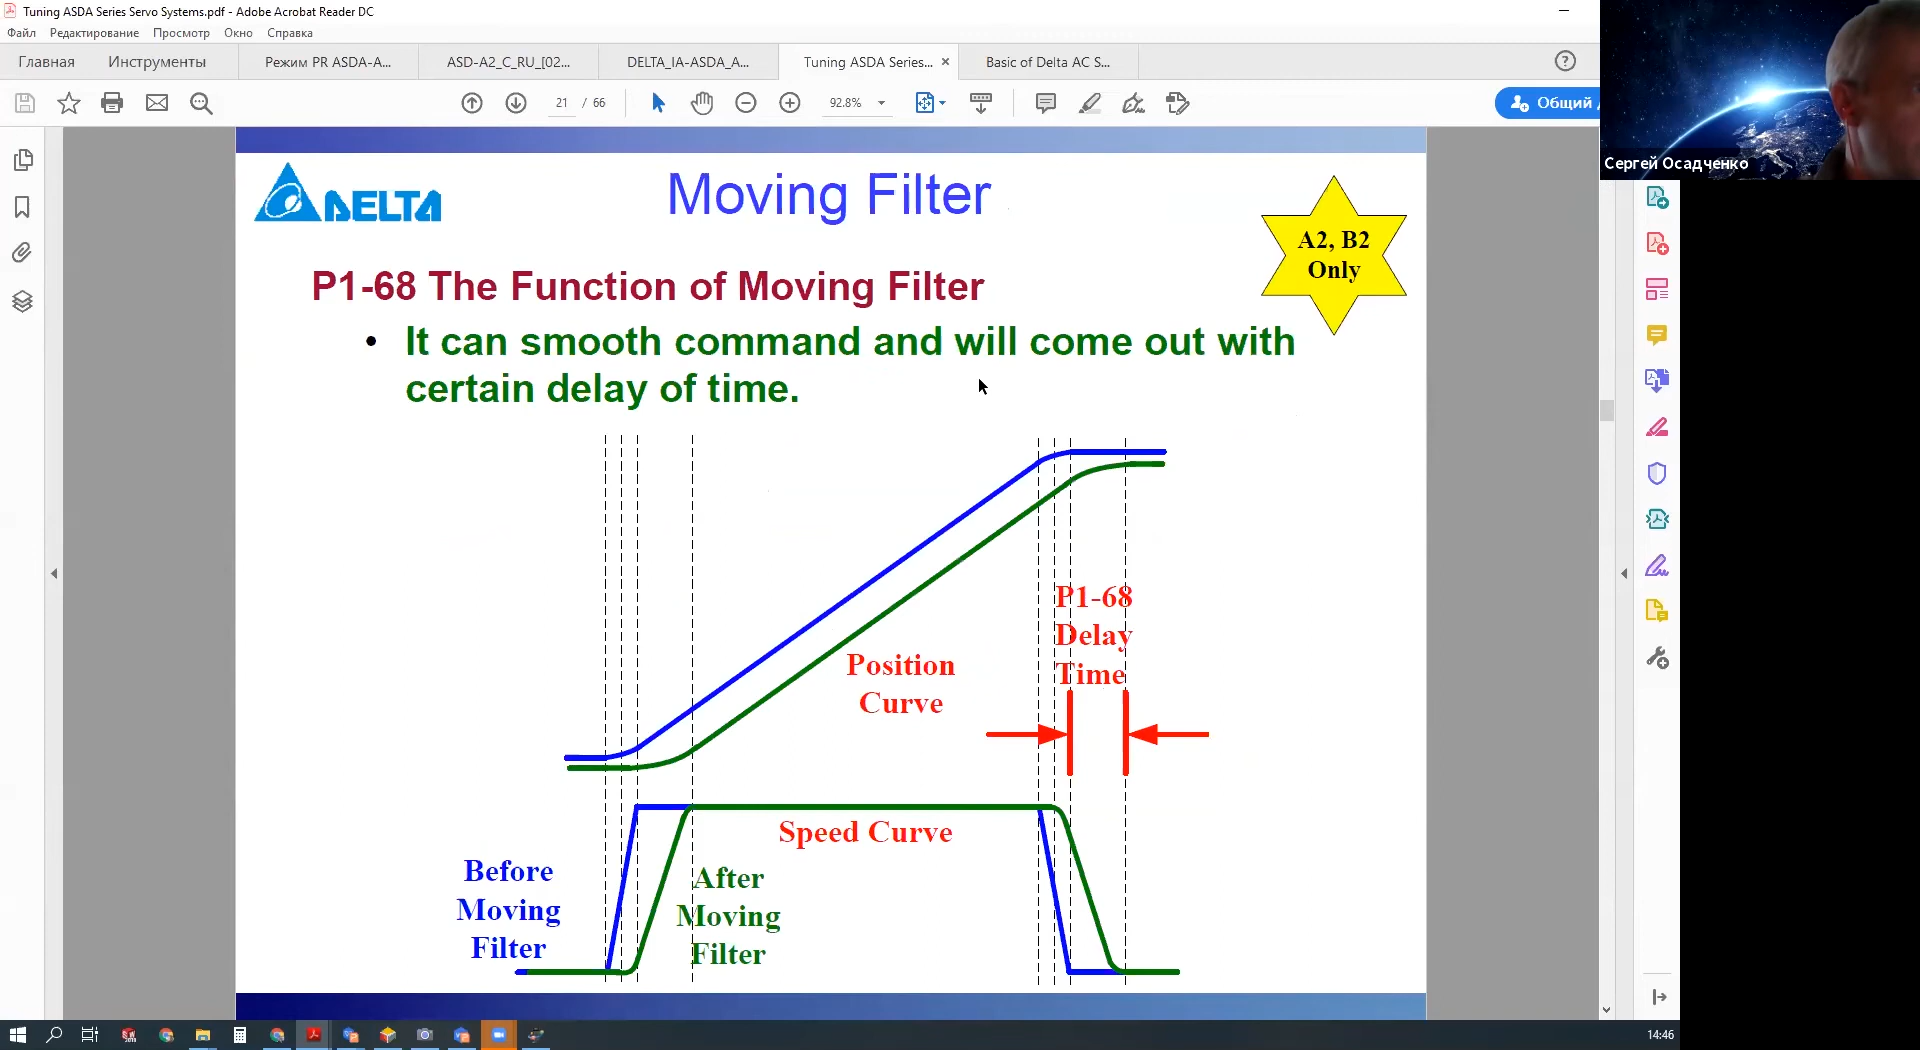 Tuning ASDA Series Servo Systems.pdf - Adobe Acrobat Reader DC
Файл Редактирование Просмотр Окно Справка
Главная Инструменты Режим PR ASDA-A... ASD-A2_C_RU_[02... DELTA_IA-ASDA_A... Tuning ASDA Series... Basic of Delta AC S...
21 / 66 92.8% Общий
Сергей Осадченко
DELTA
Moving Filter
A2, B2
Only
P1-68 The Function of Moving Filter
• It can smooth command and will come out with
certain delay of time.
P1-68
Delay
Time
Position
Curve
Speed Curve
Before
Moving
Filter
After
Moving
Filter
14:46